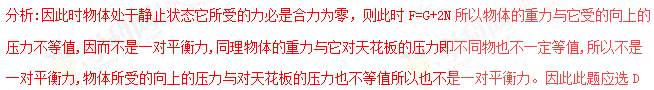 分析:因此时物体处于静止状态它所受的力必是合力为零，则此时 F=G+2N 所以物体的重力与它受的向上的
压力不等值,因而不是一对平衡力,同理物体的重力与它对天花板的压力即不同物也不一定等值,所以不是
一对平衡力,物体所受的向上的压力与对天花板的压力也不等值所以也不是一对平衡力。因此此题应选 D